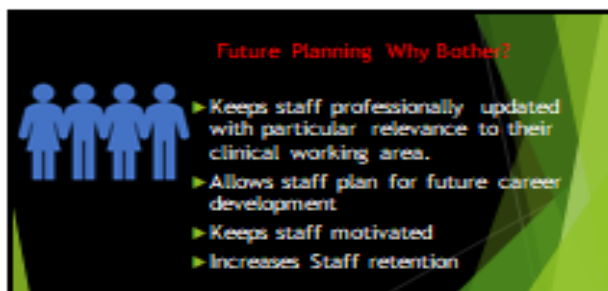 Future Planning Why Bother?
Keeps staff professionally updated
with particular relevance to their
clinical working area.
Allows staff plan for future career
development
Keeps staff motivated
Increases Staff retention